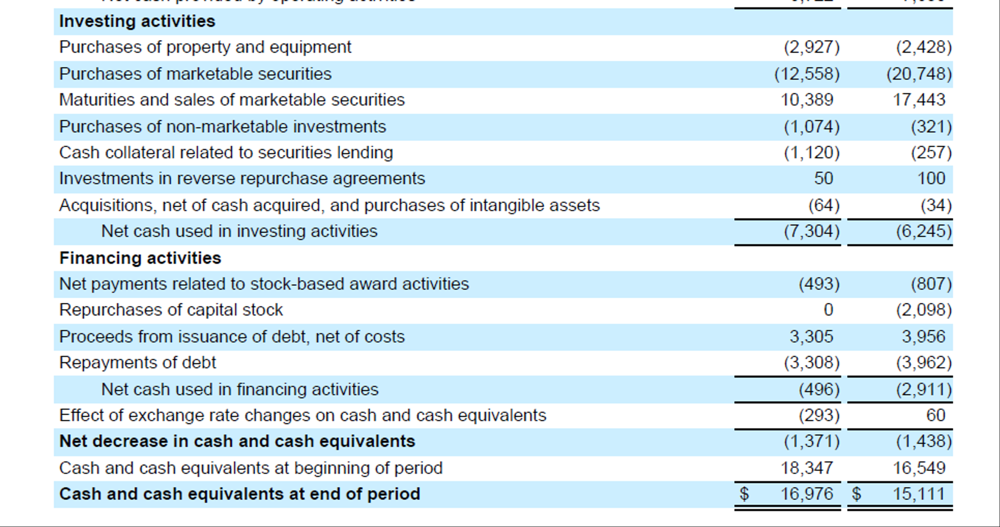 Net cash provided by operating activities
Investing activities
Purchases of property and equipment (2,927) (2,428)
Purchases of marketable securities (12,558) (20,748)
Maturities and sales of marketable securities 10,389 17,443
Purchases of non-marketable investments (1,074) (321)
Cash collateral related to securities lending (1,120) (257)
Investments in reverse repurchase agreements 50 100
Acquisitions, net of cash acquired, and purchases of intangible assets (64) (34)
Net cash used in investing activities (7,304) (6,245)
Financing activities
Net payments related to stock-based award activities (493) (807)
Repurchases of capital stock 0 (2,098)
Proceeds from issuance of debt, net of costs 3,305 3,956
Repayments of debt (3,308) (3,962)
Net cash used in financing activities (496) (2,911)
Effect of exchange rate changes on cash and cash equivalents (293) 60
Net decrease in cash and cash equivalents (1,371) (1,438)
Cash and cash equivalents at beginning of period 18,347 16,549
Cash and cash equivalents at end of period $ 16,976 $ 15,111